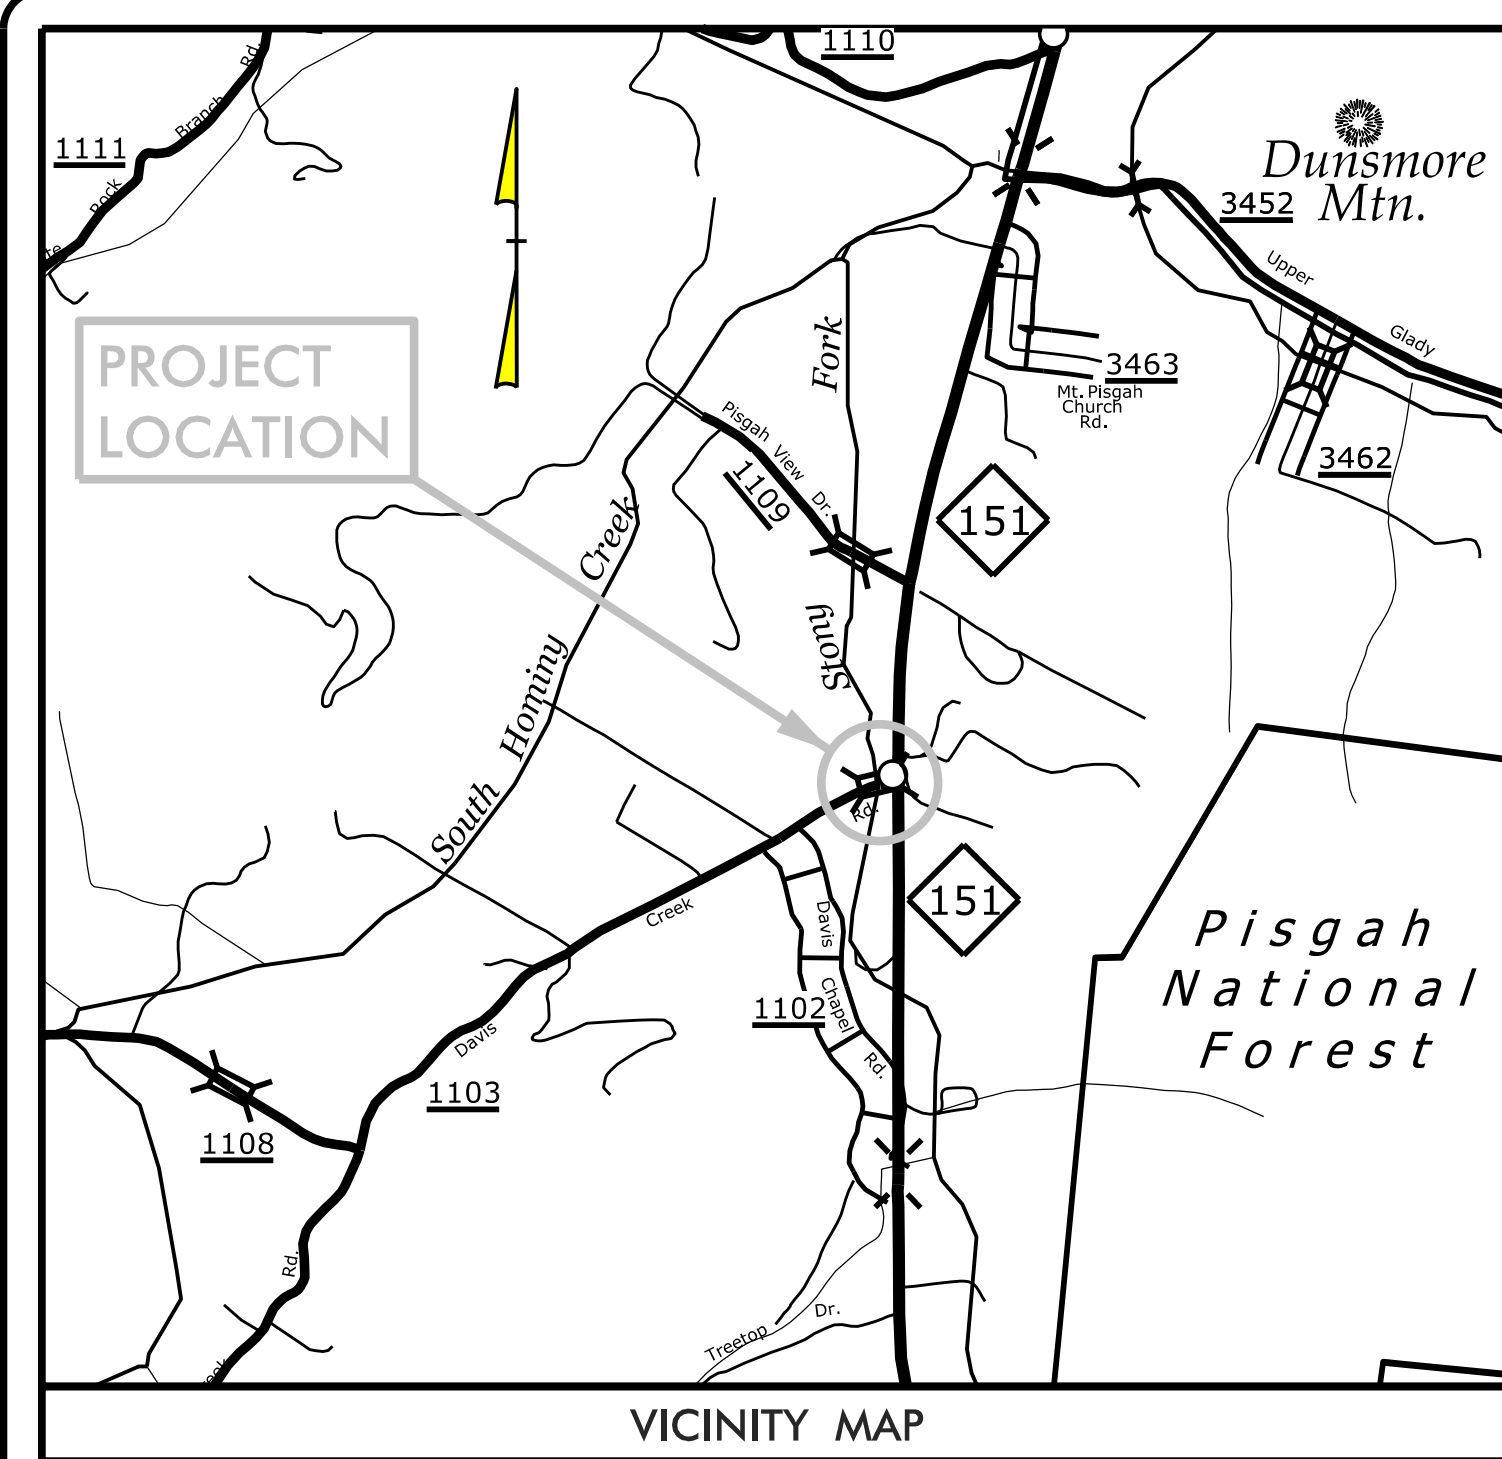 1110
Rd.
Branch
1111
Rock
Dunsmore
Mtn.
3452
Upper
Glady
PROJECT
LOCATION
Fork
3463
Mt. Pisgah
Church
Rd.
Pisgah View Dr.
1109
3462
151
Creek
Stony
Hominy
South
Rd.
Creek
151
Davis
Chapel
Rd.
1102
Pisgah
National
Forest
Davis
1103
1108
Rd.
Treetop Dr.
VICINITY MAP